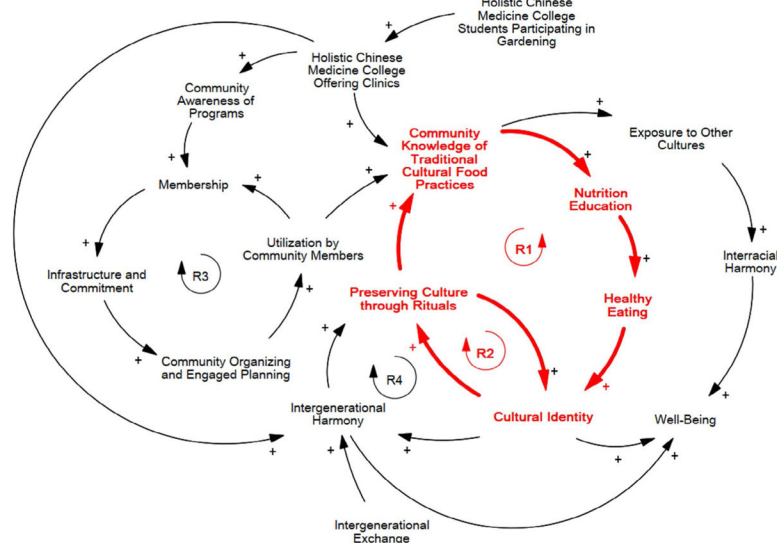 Holistic Chinese
Medicine College
Students Participating in
Gardening
+
Holistic Chinese
Medicine College
Offering Clinics
+
Community
Awareness of
Programs
+
+
Community
Knowledge of
Traditional
Cultural Food
Practices
+
Exposure to Other
Cultures
+
Nutrition
Education
+
Membership
+
+
+
Utilization by
Community Members
+
R1
+
+
Interracial
Harmony
Infrastructure and
Commitment
R3
Preserving Culture
through Rituals
Healthy
Eating
+
+
+
R2
+
Community Organizing
and Engaged Planning
R4
+
+
+
Intergenerational
Harmony
Cultural Identity
Well-Being
+
+
+
+
+
Intergenerational
Exchange